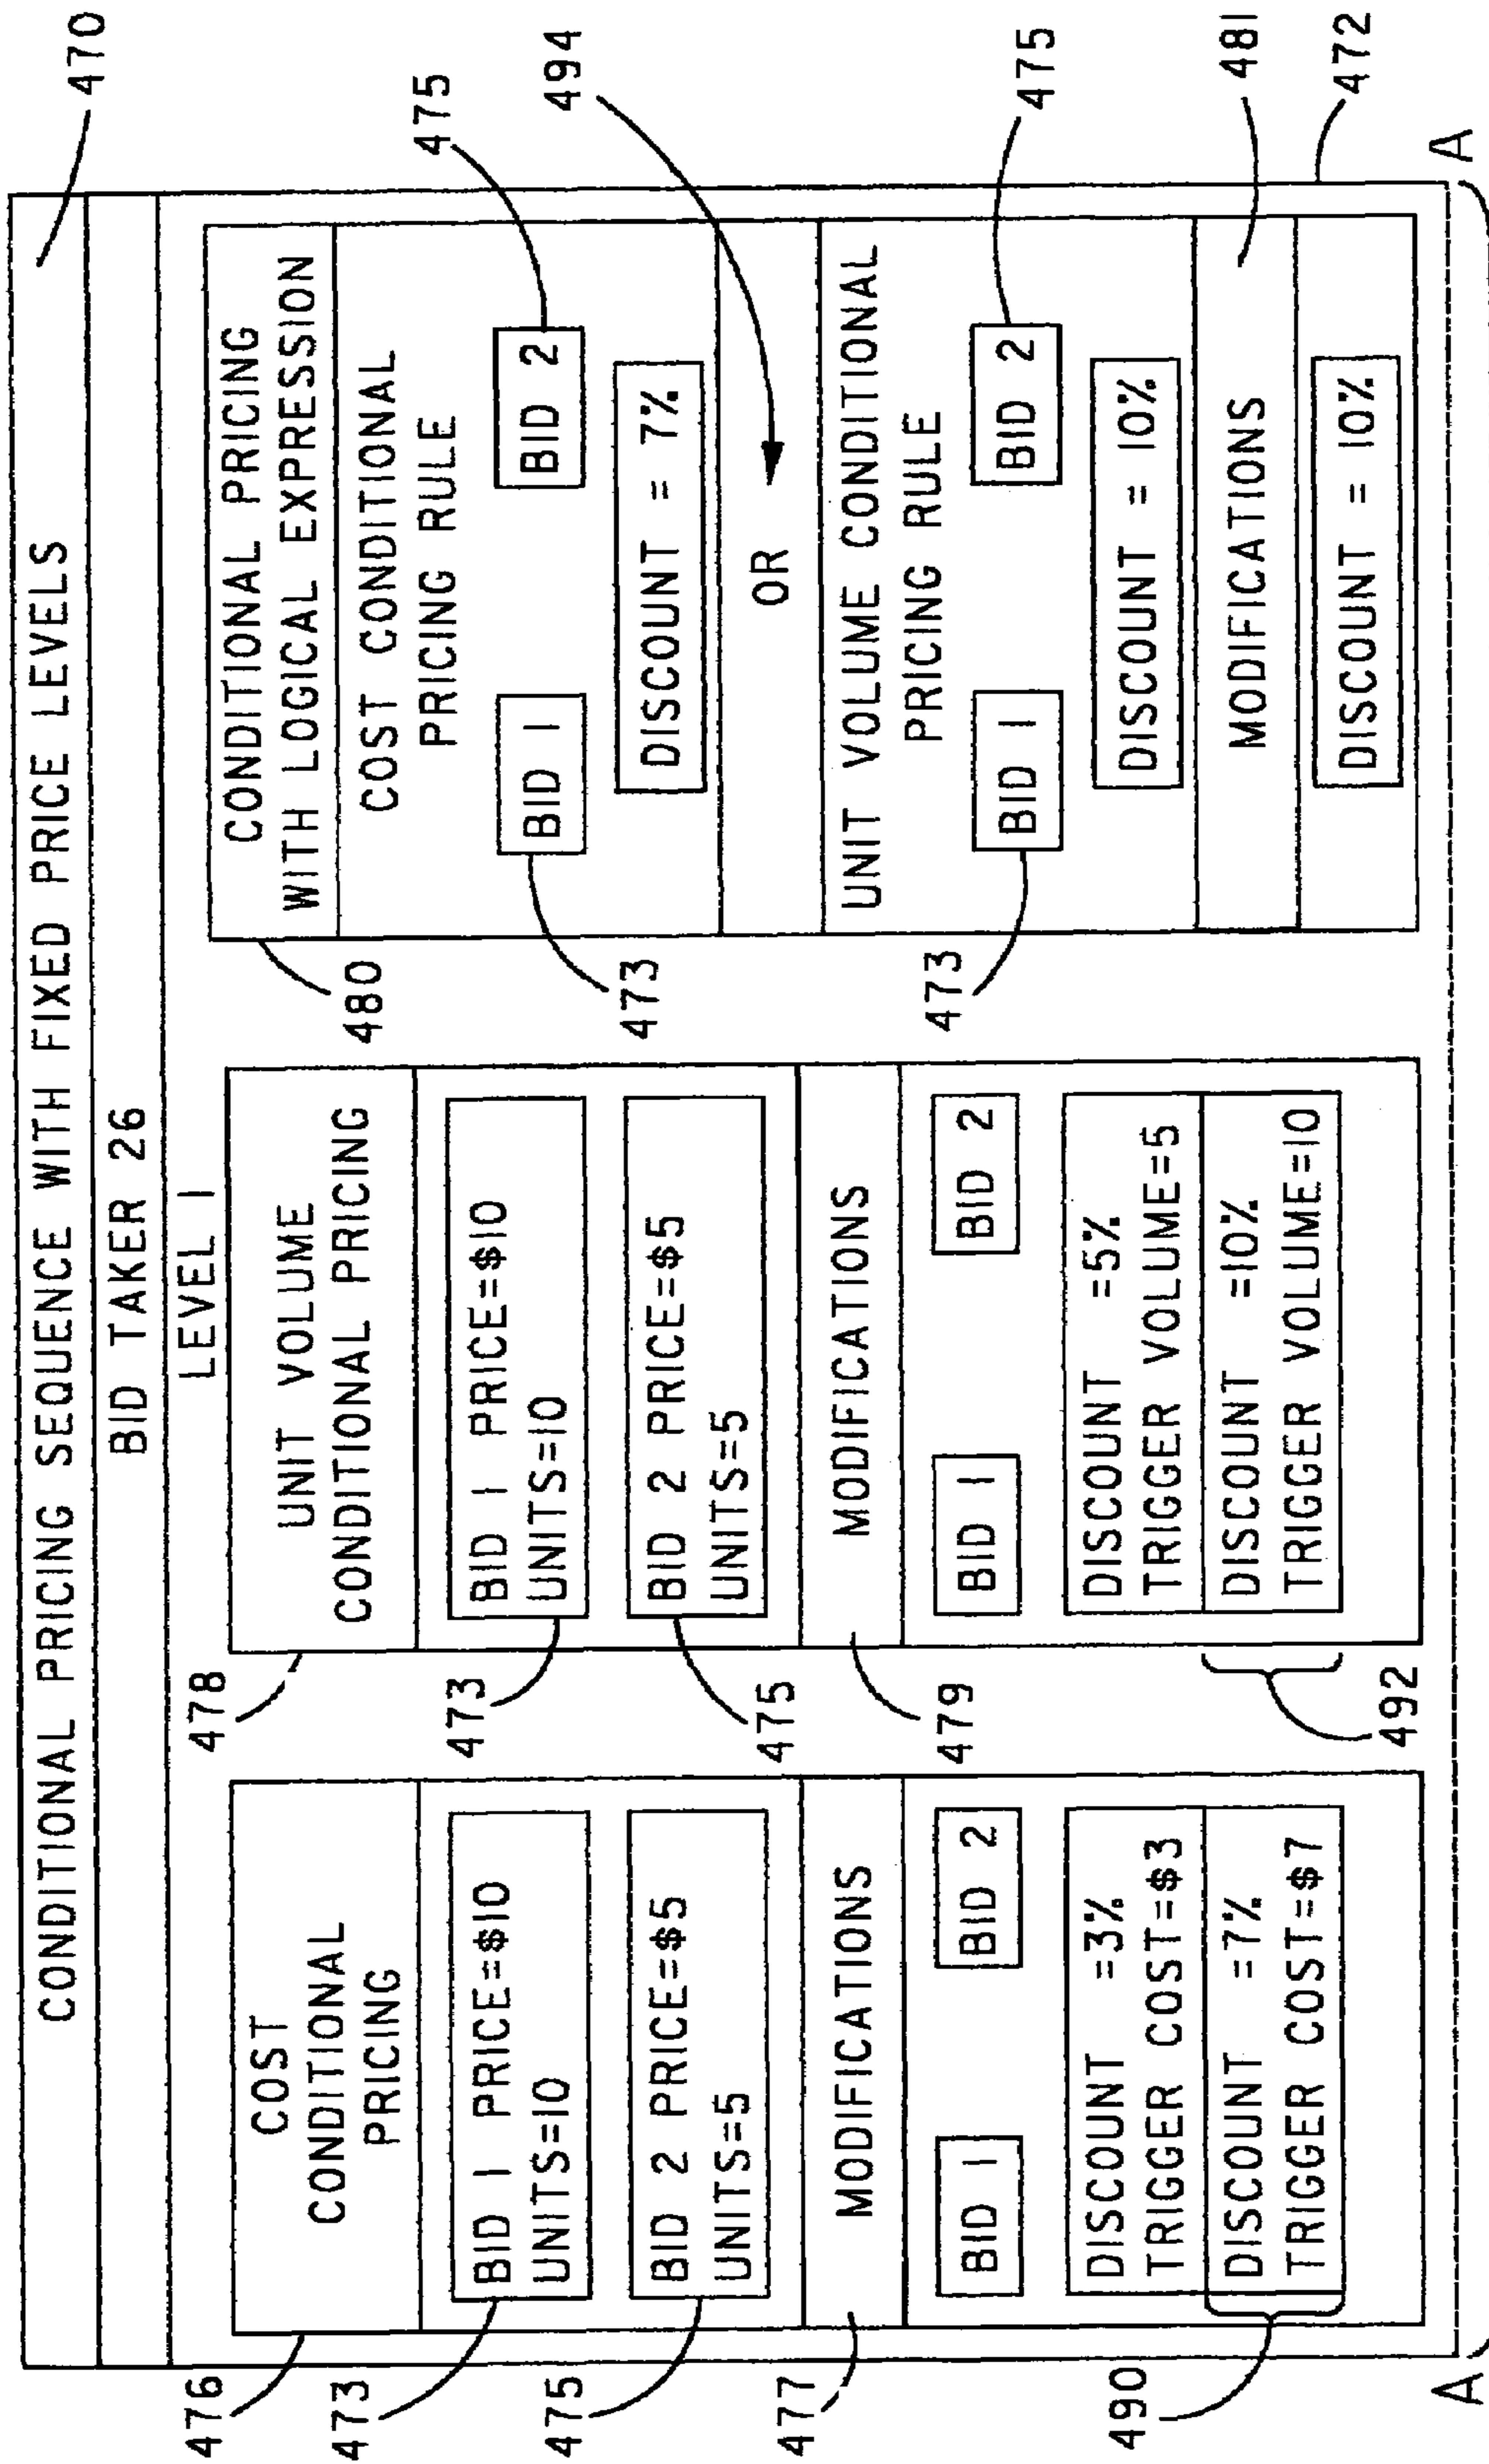 CONDITIONAL PRICING SEQUENCE WITH FIXED PRICE LEVELS
470
BID TAKER 26
LEVEL 1
476
COST
CONDITIONAL
PRICING
473
BID 1 PRICE=$10
UNITS=10
475
BID 2 PRICE=$5
UNITS=5
477
MODIFICATIONS
BID 1
BID 2
DISCOUNT =3%
TRIGGER COST=$3
490
DISCOUNT =7%
TRIGGER COST=$7
478
UNIT VOLUME
CONDITIONAL PRICING
473
BID 1 PRICE=$10
UNITS=10
475
BID 2 PRICE=$5
UNITS=5
479
MODIFICATIONS
BID 1
BID 2
DISCOUNT =5%
TRIGGER VOLUME=5
492
DISCOUNT =10%
TRIGGER VOLUME=10
480
CONDITIONAL PRICING
WITH LOGICAL EXPRESSION
COST CONDITIONAL
PRICING RULE
473
BID 1
BID 2
475
DISCOUNT = 7%
OR
494
UNIT VOLUME CONDITIONAL
PRICING RULE
473
BID 1
BID 2
475
DISCOUNT = 10%
MODIFICATIONS
481
DISCOUNT = 10%
472
A
A